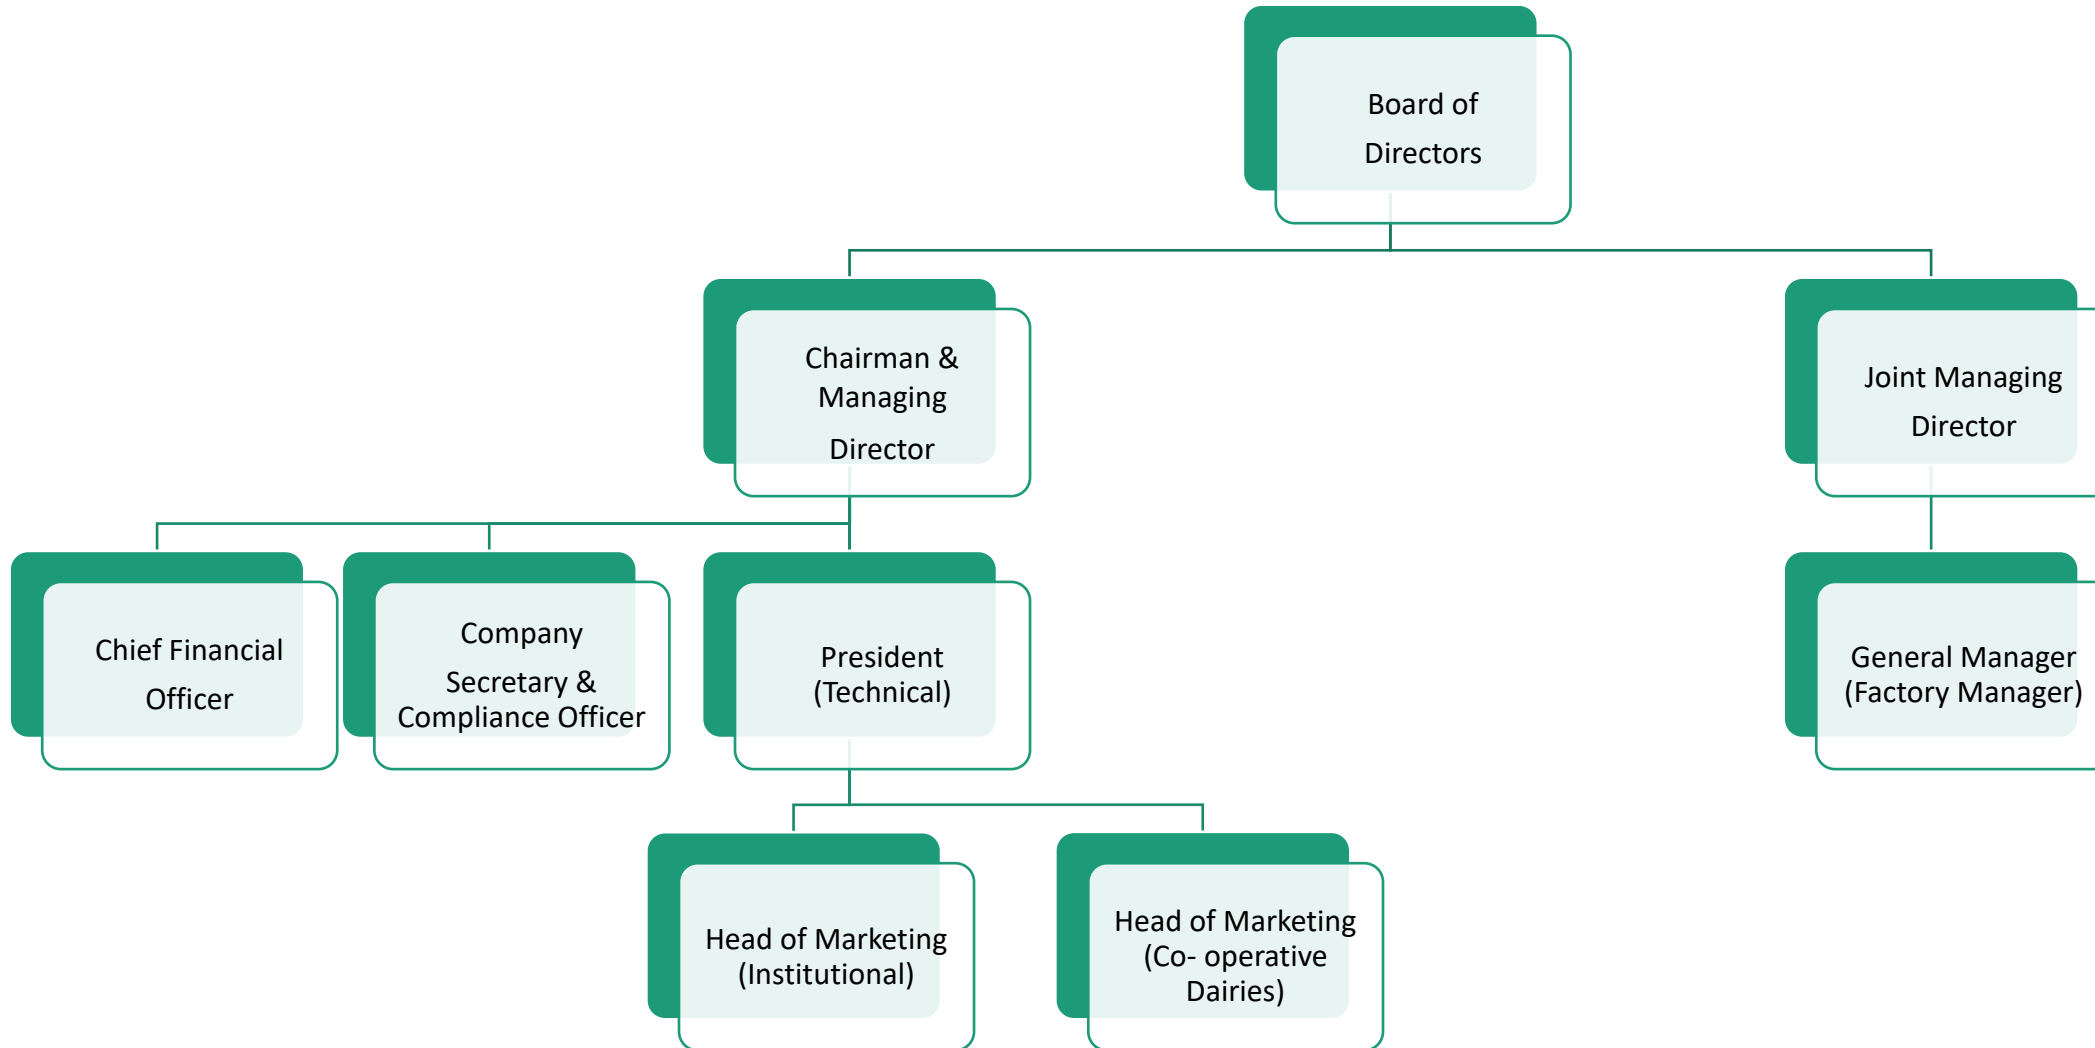 Board of
Directors
Chairman &
Managing
Director
Joint Managing
Director
Chief Financial
Officer
Company
Secretary &
Compliance Officer
President
(Technical)
General Manager
(Factory Manager)
Head of Marketing
(Institutional)
Head of Marketing
(Co- operative
Dairies)